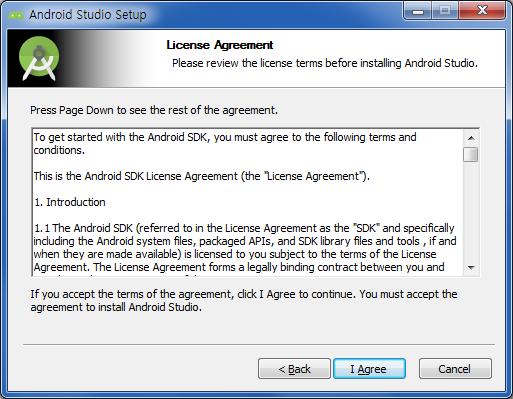 Android Studio Setup
License Agreement
Please review the license terms before installing Android Studio.
Press Page Down to see the rest of the agreement.
To get started with the Android SDK, you must agree to the following terms and
conditions.
This is the Android SDK License Agreement (the "License Agreement").
1. Introduction
1.1 The Android SDK (referred to in the License Agreement as the "SDK" and specifically
including the Android system files, packaged APIs, and SDK library files and tools , if and
when they are made available) is licensed to you subject to the terms of the License
Agreement. The License Agreement forms a legally binding contract between you and
If you accept the terms of the agreement, click I Agree to continue. You must accept the
agreement to install Android Studio.
< Back
I Agree
Cancel